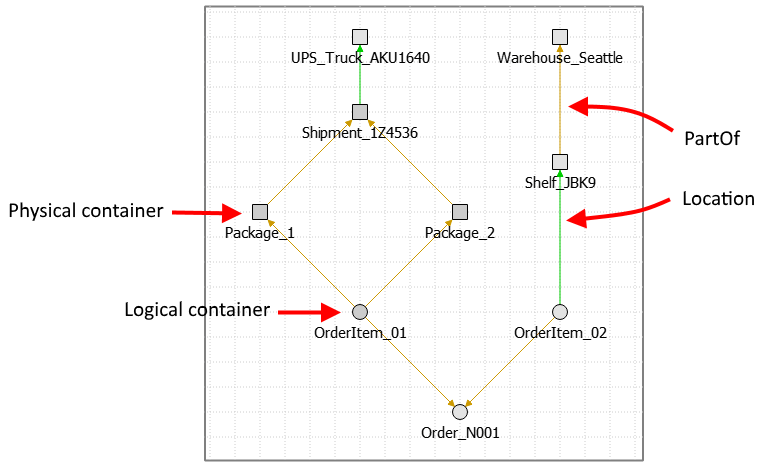 UPS_Truck_AKU1640
Warehouse_Seattle
Shipment_1Z4536
PartOf
Shelf_JBK9
Location
Physical container
Package_1
Package_2
Logical container
OrderItem_01
OrderItem_02
Order_N001